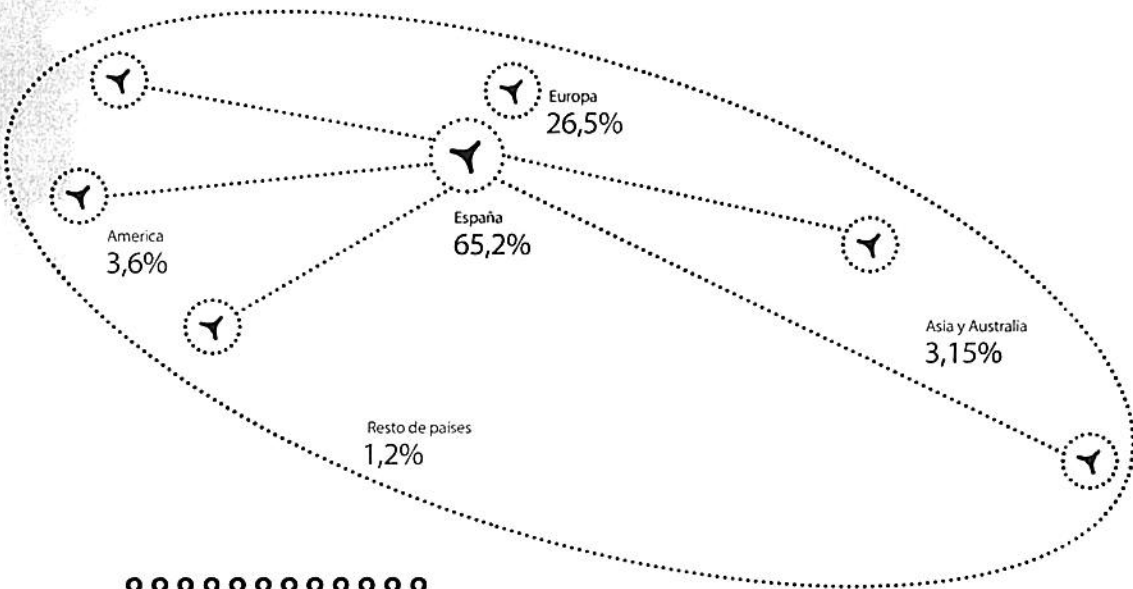 Europa
26,5%
España
65,2%
America
3,6%
Asia y Australia
3,15%
Resto de paises
1,2%